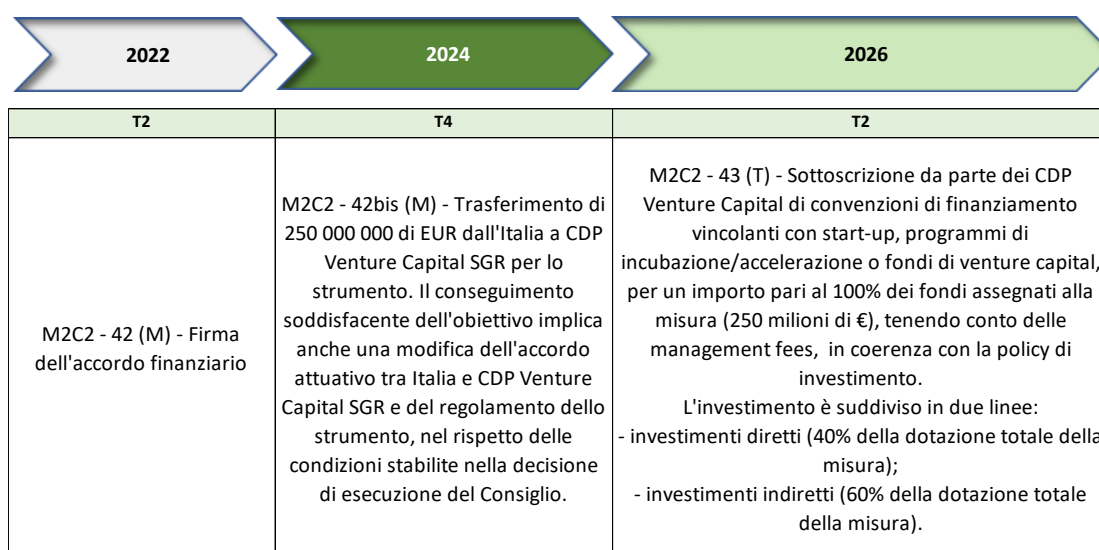 2022
2024
2026
T2
T4
T2
M2C2 - 42 (M) - Firma
dell'accordo finanziario
M2C2 - 42bis (M) - Trasferimento di
250 000 000 di EUR dall'Italia a CDP
Venture Capital SGR per lo
strumento. Il conseguimento
soddisfacente dell'obiettivo implica
anche una modifica dell'accordo
attuativo tra Italia e CDP Venture
Capital SGR e del regolamento dello
strumento, nel rispetto delle
condizioni stabilite nella decisione
di esecuzione del Consiglio.
M2C2 - 43 (T) - Sottoscrizione da parte dei CDP
Venture Capital di convenzioni di finanziamento
vincolanti con start-up, programmi di
incubazione/accelerazione o fondi di venture capital,
per un importo pari al 100% dei fondi assegnati alla
misura (250 milioni di €), tenendo conto delle
management fees, in coerenza con la policy di
investimento.
L'investimento è suddiviso in due linee:
- investimenti diretti (40% della dotazione totale della
misura);
- investimenti indiretti (60% della dotazione totale
della misura).